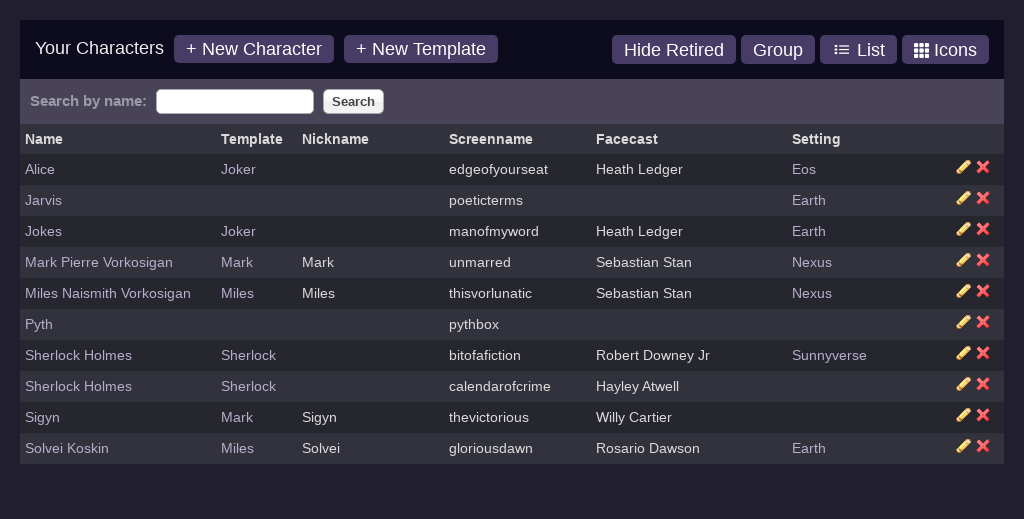 Your Characters + New Character + New Template Hide Retired Group List Icons
Search by name: Search
Name Template Nickname Screenname Facecast Setting
Alice Joker edgeofyourseat Heath Ledger Eos
Jarvis poeticterms Earth
Jokes Joker manofmyword Heath Ledger Earth
Mark Pierre Vorkosigan Mark Mark unmarred Sebastian Stan Nexus
Miles Naismith Vorkosigan Miles Miles thisvorlunatic Sebastian Stan Nexus
Pyth pythbox
Sherlock Holmes Sherlock bitofafiction Robert Downey Jr Sunnyverse
Sherlock Holmes Sherlock calendarofcrime Hayley Atwell
Sigyn Mark Sigyn thevictorious Willy Cartier
Solvei Koskin Miles Solvei gloriousdawn Rosario Dawson Earth